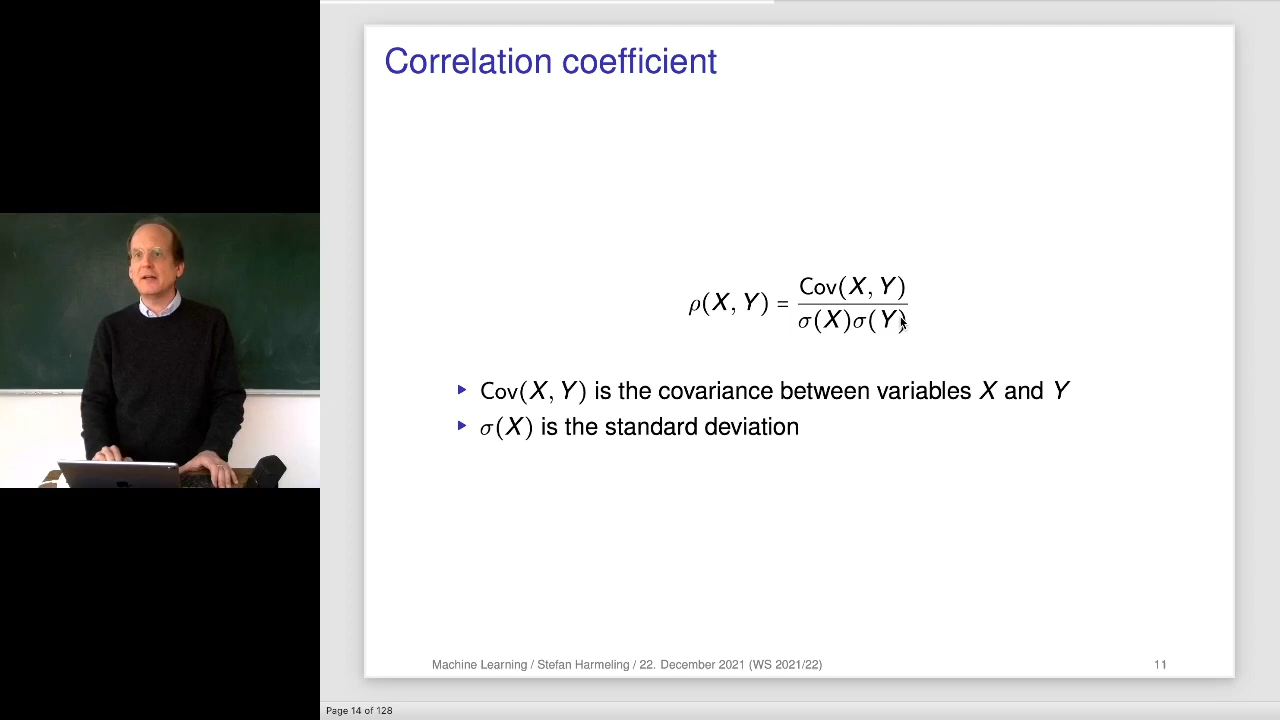 Correlation coefficient
ρ(X, Y) = Cov(X, Y) / σ(X)σ(Y)
▸ Cov(X, Y) is the covariance between variables X and Y
▸ σ(X) is the standard deviation
Machine Learning / Stefan Harmeling / 22. December 2021 (WS 2021/22)
11
Page 14 of 128